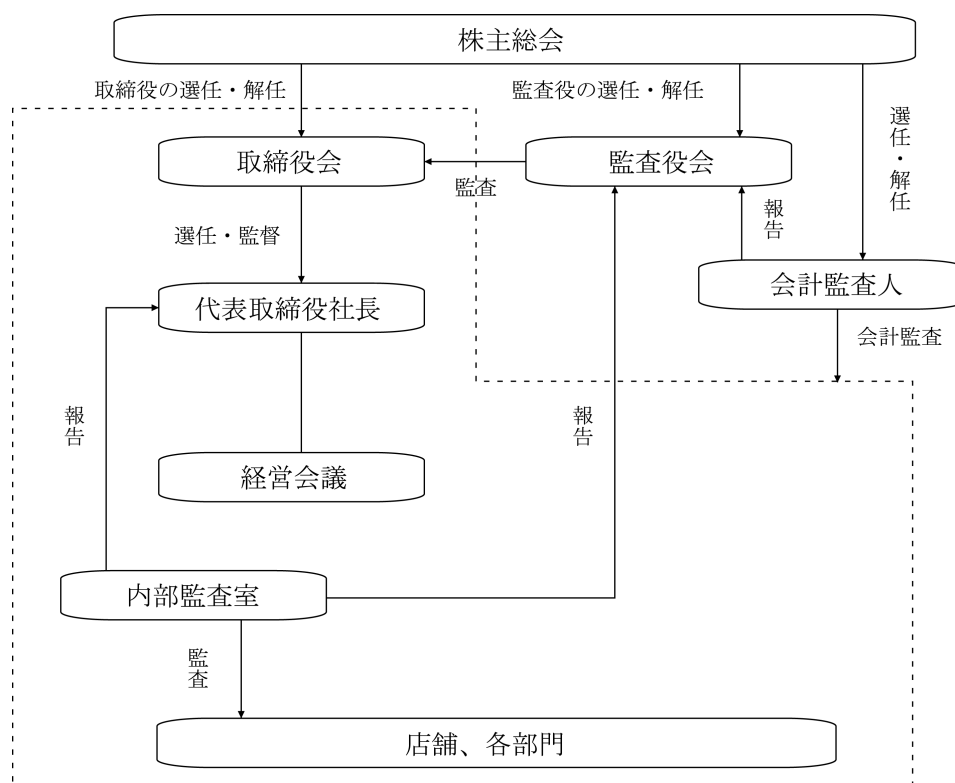 株主総会
取締役の選任・解任
監査役の選任・解任
選任・解任
取締役会
監査
監査役会
報告
選任・監督
会計監査人
代表取締役社長
会計監査
報告
報告
経営会議
内部監査室
監査
店舗、各部門